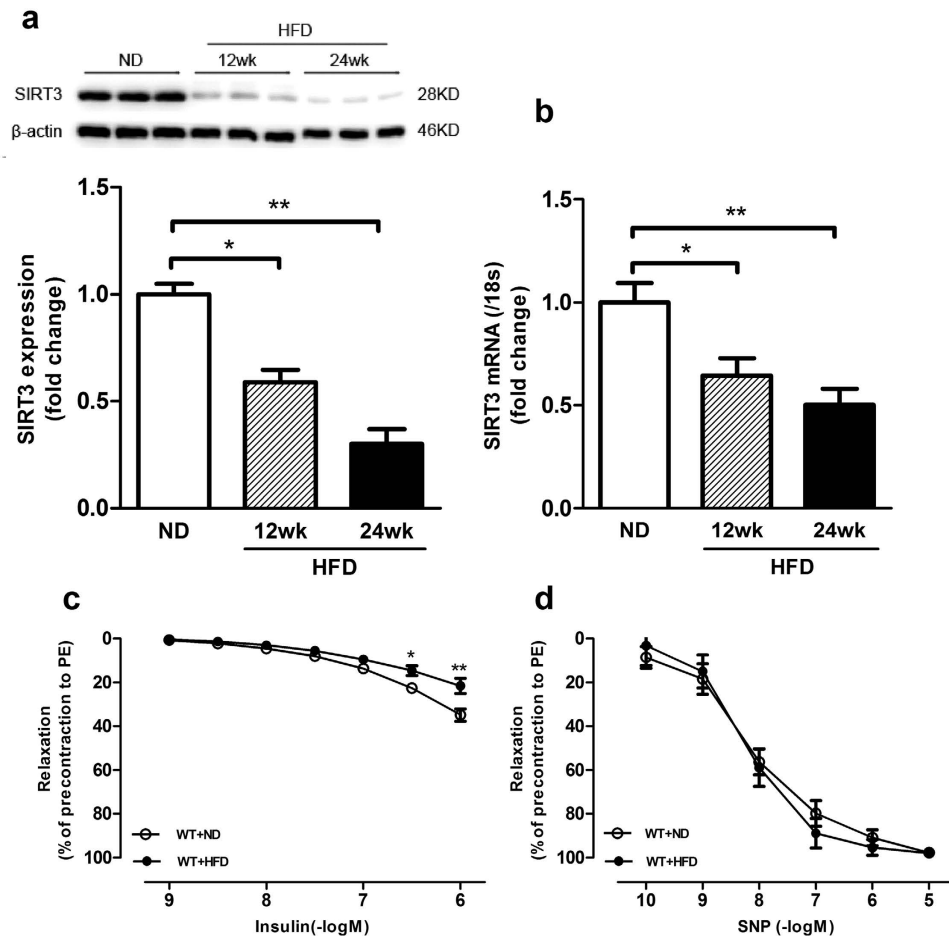 a
HFD
ND 12wk 24wk
SIRT3 28KD
β-actin 46KD
SIRT3 expression
(fold change)
1.5
1.0
0.5
0.0
**
*
ND 12wk 24wk
HFD
b
SIRT3 mRNA (/18s)
(fold change)
1.5
1.0
0.5
0.0
**
*
ND 12wk 24wk
HFD
c
Relaxation
(% of precontraction to PE)
0
20
40
60
80
100
*
**
WT+ND
WT+HFD
9 8 7 6
Insulin(-logM)
d
Relaxation
(% of precontraction to PE)
0
20
40
60
80
100
WT+ND
WT+HFD
10 9 8 7 6 5
SNP (-logM)